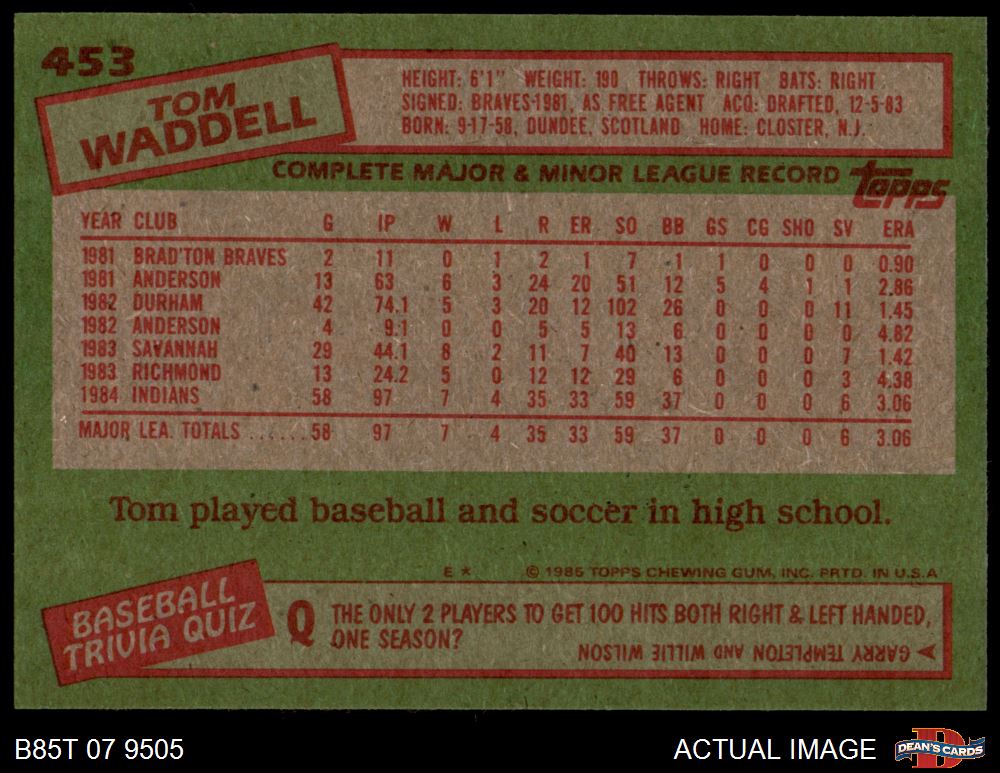 453
TOM
WADDELL
HEIGHT: 6'1" WEIGHT: 190 THROWS: RIGHT BATS: RIGHT
SIGNED: BRAVES-1981, AS FREE AGENT ACQ: DRAFTED, 12-5-83
BORN: 9-17-58, DUNDEE, SCOTLAND HOME: CLOSTER, N.J.
COMPLETE MAJOR & MINOR LEAGUE RECORD topps
YEAR CLUB G IP W L R ER SO BB GS CG SHO SV ERA
1981 BRAD'TON BRAVES 2 11 0 1 2 1 7 1 1 0 0 0 0.90
1981 ANDERSON 13 63 6 3 24 20 51 12 5 4 1 1 2.86
1982 DURHAM 42 74.1 5 3 20 12 102 26 0 0 0 11 1.45
1982 ANDERSON 4 9.1 0 0 5 5 13 6 0 0 0 0 4.82
1983 SAVANNAH 29 44.1 8 2 11 7 40 13 0 0 0 7 1.42
1983 RICHMOND 13 24.2 5 0 12 12 29 6 0 0 0 3 4.38
1984 INDIANS 58 97 7 4 35 33 59 37 0 0 0 6 3.06
MAJOR LEA. TOTALS ......58 97 7 4 35 33 59 37 0 0 0 6 3.06
Tom played baseball and soccer in high school.
E * © 1985 TOPPS CHEWING GUM, INC. PRTD. IN U.S.A
BASEBALL
TRIVIA QUIZ
Q THE ONLY 2 PLAYERS TO GET 100 HITS BOTH RIGHT & LEFT HANDED,
ONE SEASON?
GARRY TEMPLETON AND WILLIE WILSON
B85T 07 9505
ACTUAL IMAGE
D
DEAN'S CARDS